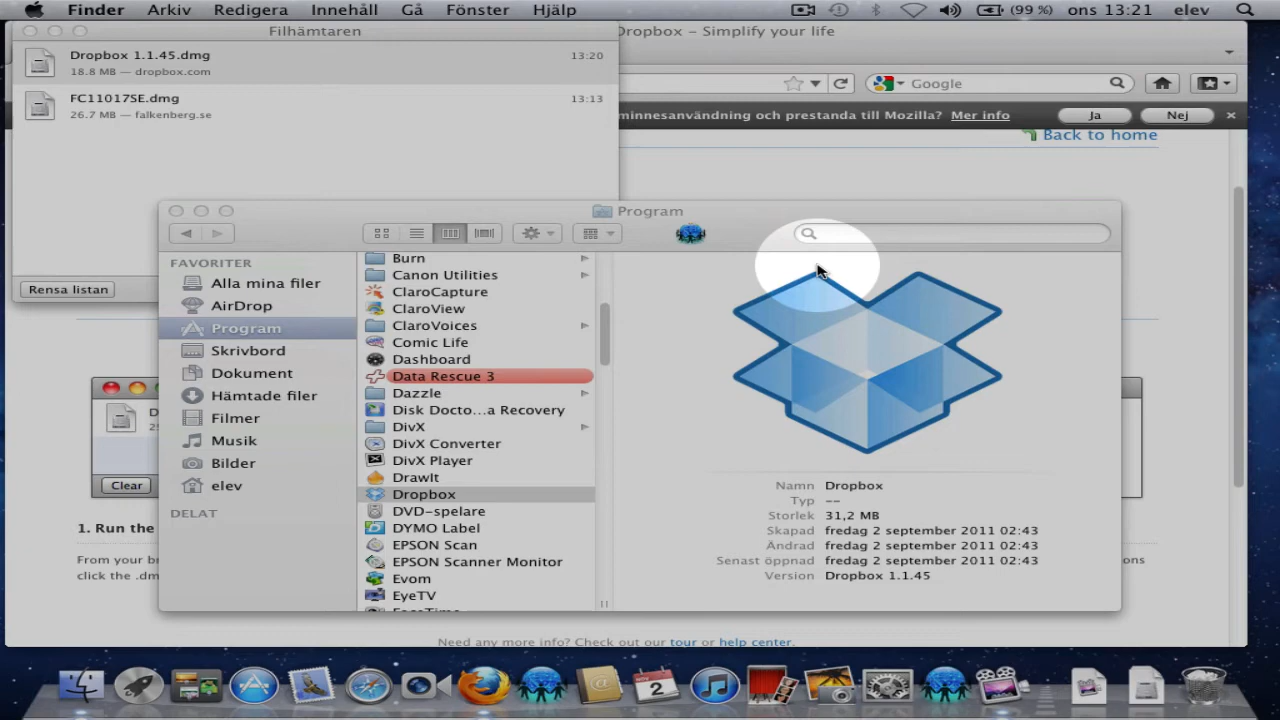 Finder Arkiv Redigera Innehåll Gå Fönster Hjälp (99 %) ons 13:21 elev
Filhämtaren
Dropbox – Simplify your life
Dropbox 1.1.45.dmg 13:20
18.8 MB — dropbox.com
Google
FC11017SE.dmg 13:13
26.7 MB — falkenberg.se
minnesanvändning och prestanda till Mozilla? Mer info Ja Nej
Back to home
Rensa listan
Program
FAVORITER
Alla mina filer
AirDrop
Program
Skrivbord
Dokument
Hämtade filer
Filmer
Musik
Bilder
elev
DELAT
Burn
Canon Utilities
ClaroCapture
ClaroView
ClaroVoices
Comic Life
Dashboard
Data Rescue 3
Dazzle
Disk Docto...a Recovery
DivX
DivX Converter
DivX Player
DrawIt
Dropbox
DVD-spelare
DYMO Label
EPSON Scan
EPSON Scanner Monitor
Evom
EyeTV
FaceTime
Namn Dropbox
Typ --
Storlek 31,2 MB
Skapad fredag 2 september 2011 02:43
Ändrad fredag 2 september 2011 02:43
Senast öppnad fredag 2 september 2011 02:43
Version Dropbox 1.1.45
D
Clear
1. Run the
From your br
click the .dm
ons
Need any more info? Check out our tour or help center.
2